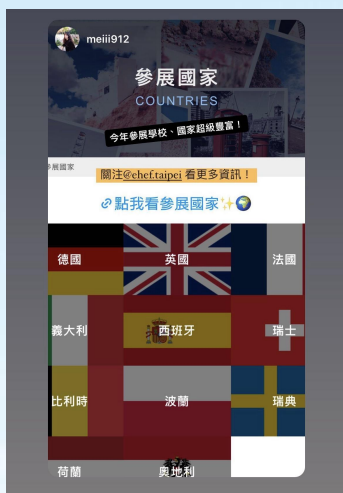 meiii912
參展國家
COUNTRIES
今年參展學校、國家超級豐富！
參展國家
關注@ehef.taipei 看更多資訊！
點我看參展國家✨🌍
德國 英國 法國
義大利 西班牙 瑞士
比利時 波蘭 瑞典
荷蘭 奧地利